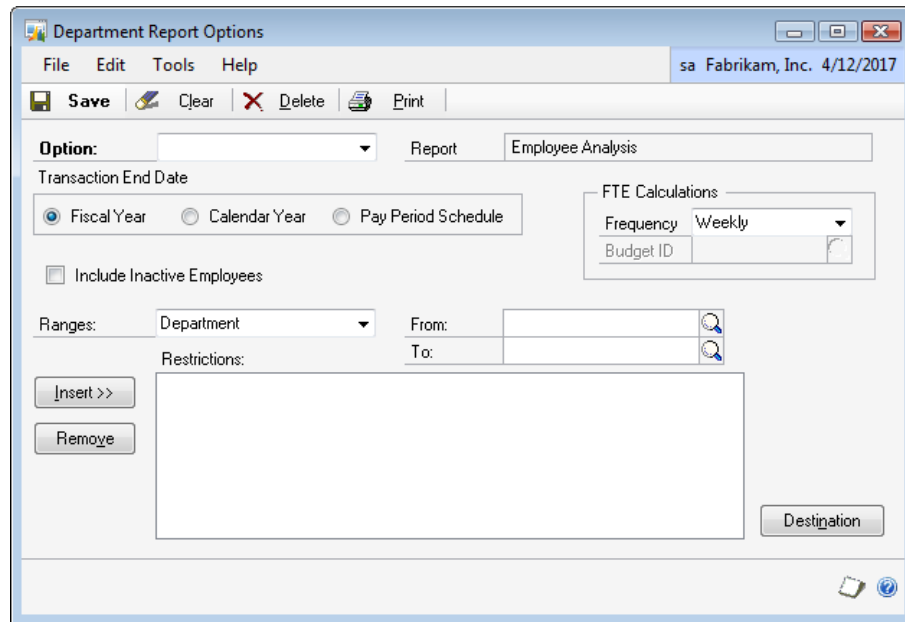 Department Report Options
File Edit Tools Help sa Fabrikam, Inc. 4/12/2017
Save Clear Delete Print
Option: Report Employee Analysis
Transaction End Date
Fiscal Year Calendar Year Pay Period Schedule
FTE Calculations
Frequency Weekly
Budget ID
Include Inactive Employees
Ranges: Department From:
To:
Restrictions:
Insert >>
Remove
Destination